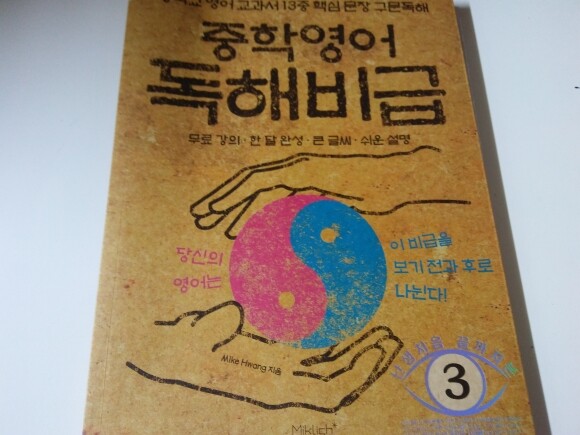 영어 교과서 13종 핵심 문장 구문독해
중학영어
독해비급
무료 강의 · 한 달 완성 · 큰 글씨 · 쉬운 설명
당신의
영어는
이 비급을
보기 전과 후로
나뉜다!
Mike Hwang 지음
3
Miklish+